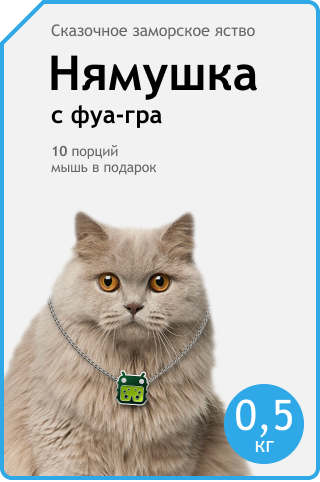 Сказочное заморское яство
Нямушка
с фуа-гра
10 порций
мышь в подарок
0,5
кг